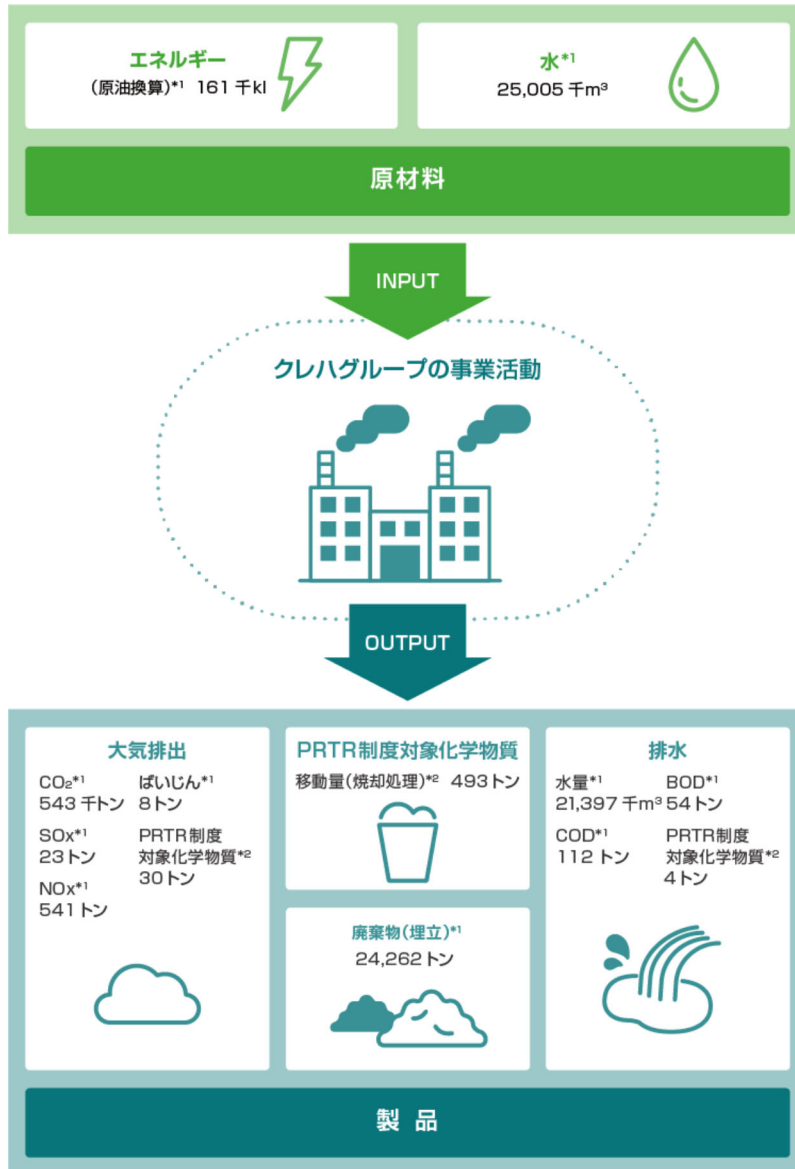 エネルギー
(原油換算)*1 161 千kl
水*1
25,005 千m³
原材料
INPUT
クレハグループの事業活動
OUTPUT
大気排出
CO₂*1
543 千トン
SOx*1
23トン
NOx*1
541トン
ばいじん*1
8トン
PRTR制度
対象化学物質*2
30トン
PRTR制度対象化学物質
移動量(焼却処理)*2 493トン
廃棄物(埋立)*1
24,262トン
排水
水量*1
21,397 千m³
COD*1
112トン
BOD*1
54トン
PRTR制度
対象化学物質*2
4トン
製品